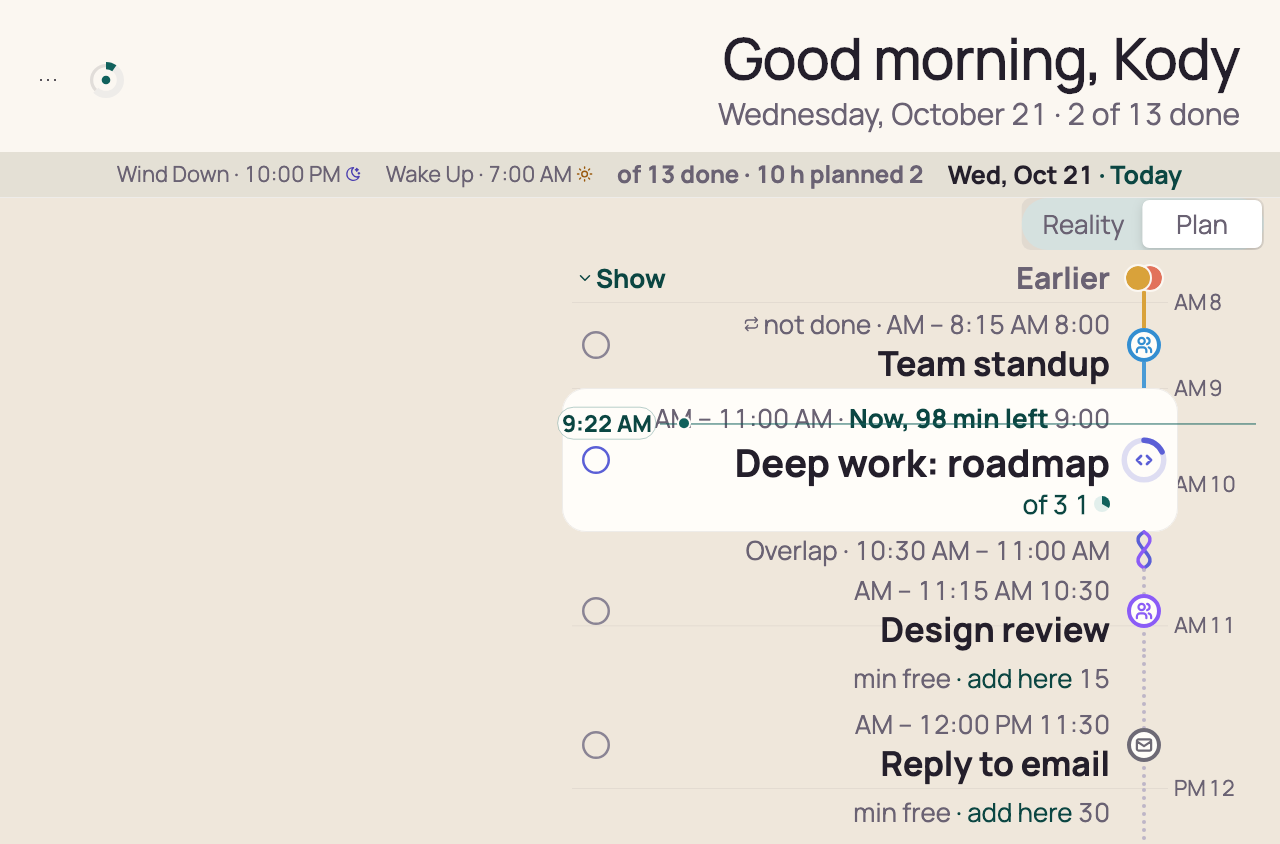 Good morning, Kody
Wednesday, October 21 · 2 of 13 done
Wind Down · 10:00 PM Wake Up · 7:00 AM of 13 done · 10 h planned 2 Wed, Oct 21 · Today
Reality Plan
Show Earlier
AM 8
not done · AM – 8:15 AM 8:00
Team standup
AM 9
9:22 AM AM – 11:00 AM · Now, 98 min left 9:00
Deep work: roadmap
AM 10
of 3 1
Overlap · 10:30 AM – 11:00 AM
AM – 11:15 AM 10:30
Design review
AM 11
min free · add here 15
AM – 12:00 PM 11:30
Reply to email
PM 12
min free · add here 30